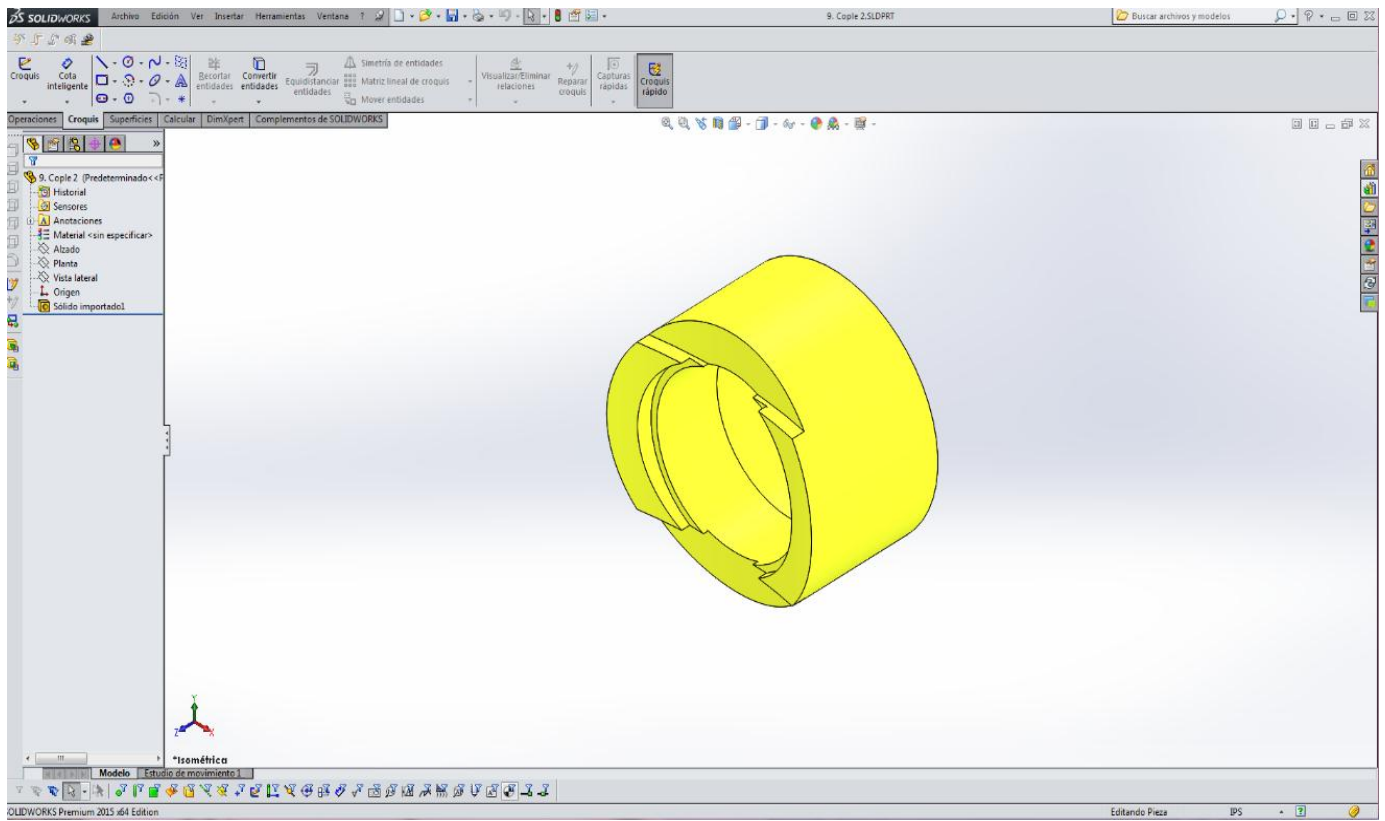 SOLIDWORKS Archivo Edición Ver Insertar Herramientas Ventana ? 9. Cople 2.SLDPRT Buscar archivos y modelos
Croquis
Cota inteligente
Recortar entidades
Convertir entidades
Equidistanciar entidades
Simetría de entidades
Matriz lineal de croquis
Mover entidades
Visualizar/Eliminar relaciones
Reparar croquis
Capturas rápidas
Croquis rápido
Operaciones Croquis Superficies Calcular DimXpert Complementos de SOLIDWORKS
9. Cople 2 (Predeterminado<<P
Historial
Sensores
Anotaciones
Material <sin especificar>
Alzado
Planta
Vista lateral
Origen
Sólido importado1
Y
Z X
*Isométrica
Modelo Estudio de movimiento 1
SOLIDWORKS Premium 2015 x64 Edition Editando Pieza IPS